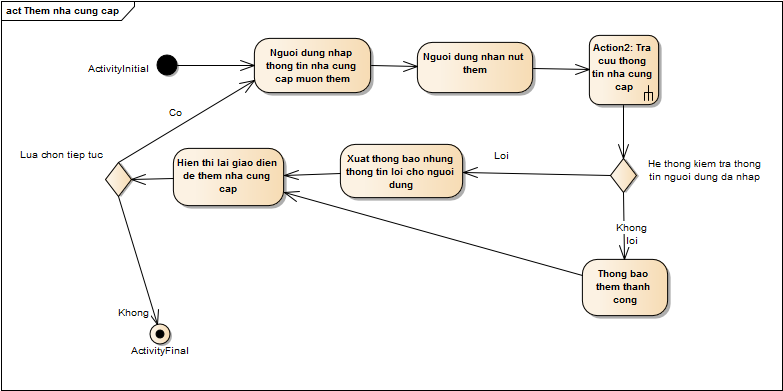 act Them nha cung cap
ActivityInitial
Nguoi dung nhap
thong tin nha cung
cap muon them
Nguoi dung nhan nut
them
Action2: Tra
cuu thong
tin nha cung
cap
Co
Lua chon tiep tuc
Hien thi lai giao dien
de them nha cung
cap
Xuat thong bao nhung
thong tin loi cho nguoi
dung
Loi
He thong kiem tra thong
tin nguoi dung da nhap
Khong
loi
Thong bao
them thanh
cong
Khong
ActivityFinal